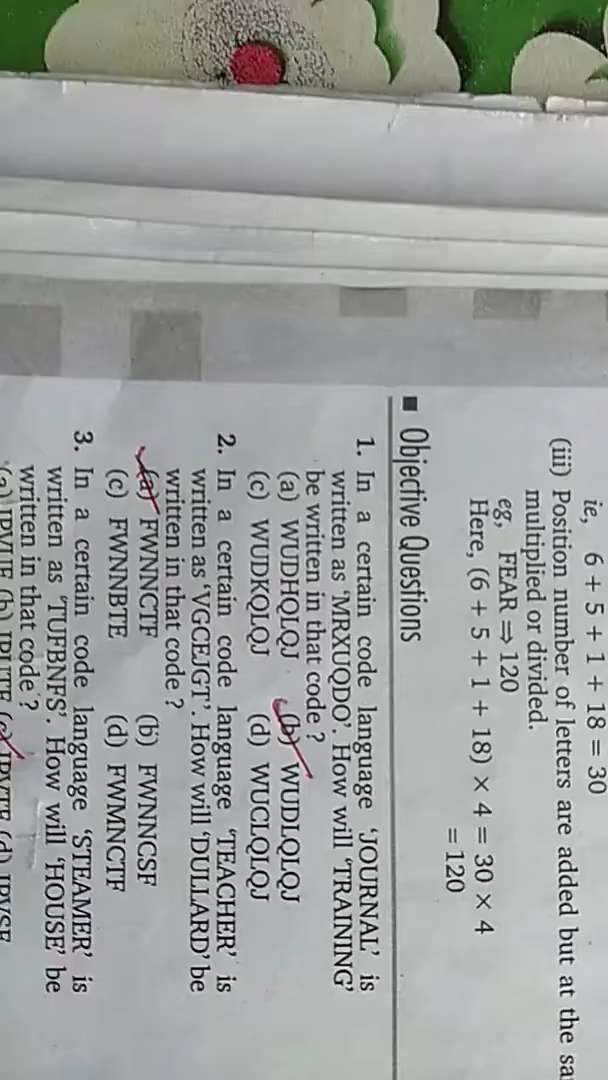 ie, 6 + 5 + 1 + 18 = 30
(iii) Position number of letters are added but at the sa
multiplied or divided.
eg, FEAR ⇒ 120
Here, (6 + 5 + 1 + 18) × 4 = 30 × 4
= 120
■ Objective Questions
1. In a certain code language ‘JOURNAL’ is
written as ‘MRXUQDO’. How will ‘TRAINING’
be written in that code ?
(a) WUDHQLQJ (b) WUDLQLQJ
(c) WUDKQLQJ (d) WUCLQLQJ
2. In a certain code language ‘TEACHER’ is
written as ‘VGCEJGT’. How will ‘DULLARD’ be
written in that code ?
(a) FWNNCTF (b) FWNNCSF
(c) FWNNBTE (d) FWMNCTF
3. In a certain code language ‘STEAMER’ is
written as ‘TUFBNFS’. How will ‘HOUSE’ be
written in that code ?
(a) IPVUF (b) IPUTF (c) IPVTF (d) IPVSF